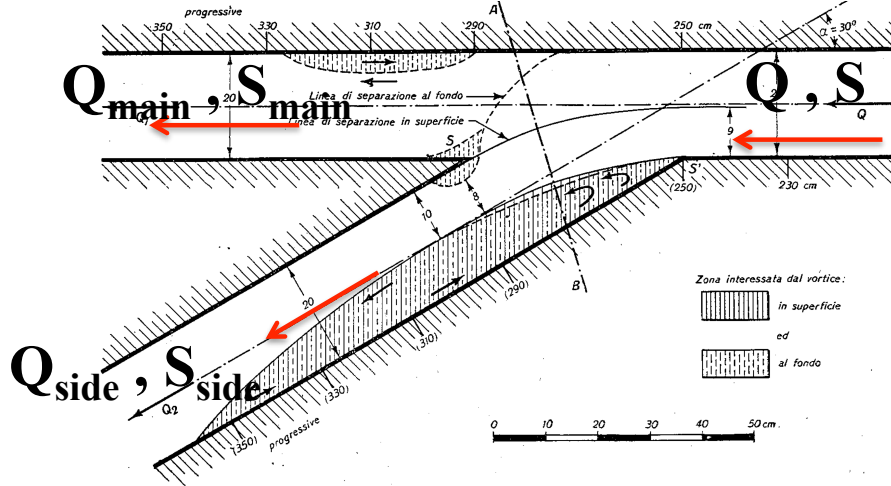 progressive
350
330
310
290
250 cm
A
α = 30°
Q , S
Q
Qmain , Smain
Q₁
20
Linea di separazione al fondo
Linea di separazione in superficie
S
9
S'
(250)
230 cm
8
10
20
B
(290)
(310)
(330)
(350)
progressive
Qside , Sside
Q₂
Zona interessata dal vortice:
in superficie
ed
al fondo
0 10 20 30 40 50 cm.